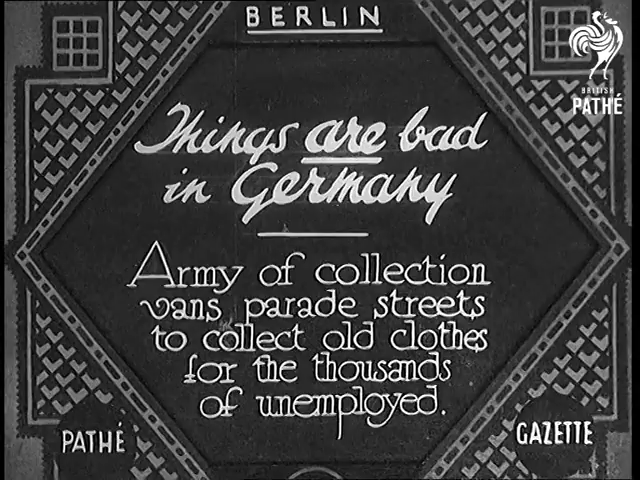 BERLIN
BRITISH
PATHÉ
Things are bad
in Germany
Army of collection
vans parade streets
to collect old clothes
for the thousands
of unemployed.
PATHÉ
GAZETTE